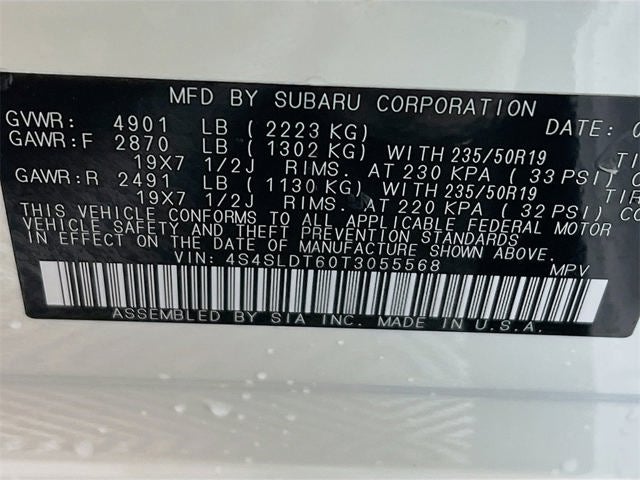 MFD BY SUBARU CORPORATION
GVWR: 4901 LB ( 2223 KG) DATE:
GAWR:F 2870 LB ( 1302 KG) WITH 235/50R19
19X7 1/2J RIMS. AT 230 KPA ( 33 PSI)
GAWR:R 2491 LB ( 1130 KG) WITH 235/50R19
19X7 1/2J RIMS. AT 220 KPA ( 32 PSI)
THIS VEHICLE CONFORMS TO ALL APPLICABLE FEDERAL MOTOR
VEHICLE SAFETY AND THEFT PREVENTION STANDARDS
IN EFFECT ON THE DATE OF MANUFACTURE SHOWN ABOVE.
VIN: 4S4SLDT60T3055568 MPV
ASSEMBLED BY SIA INC. MADE IN U.S.A.